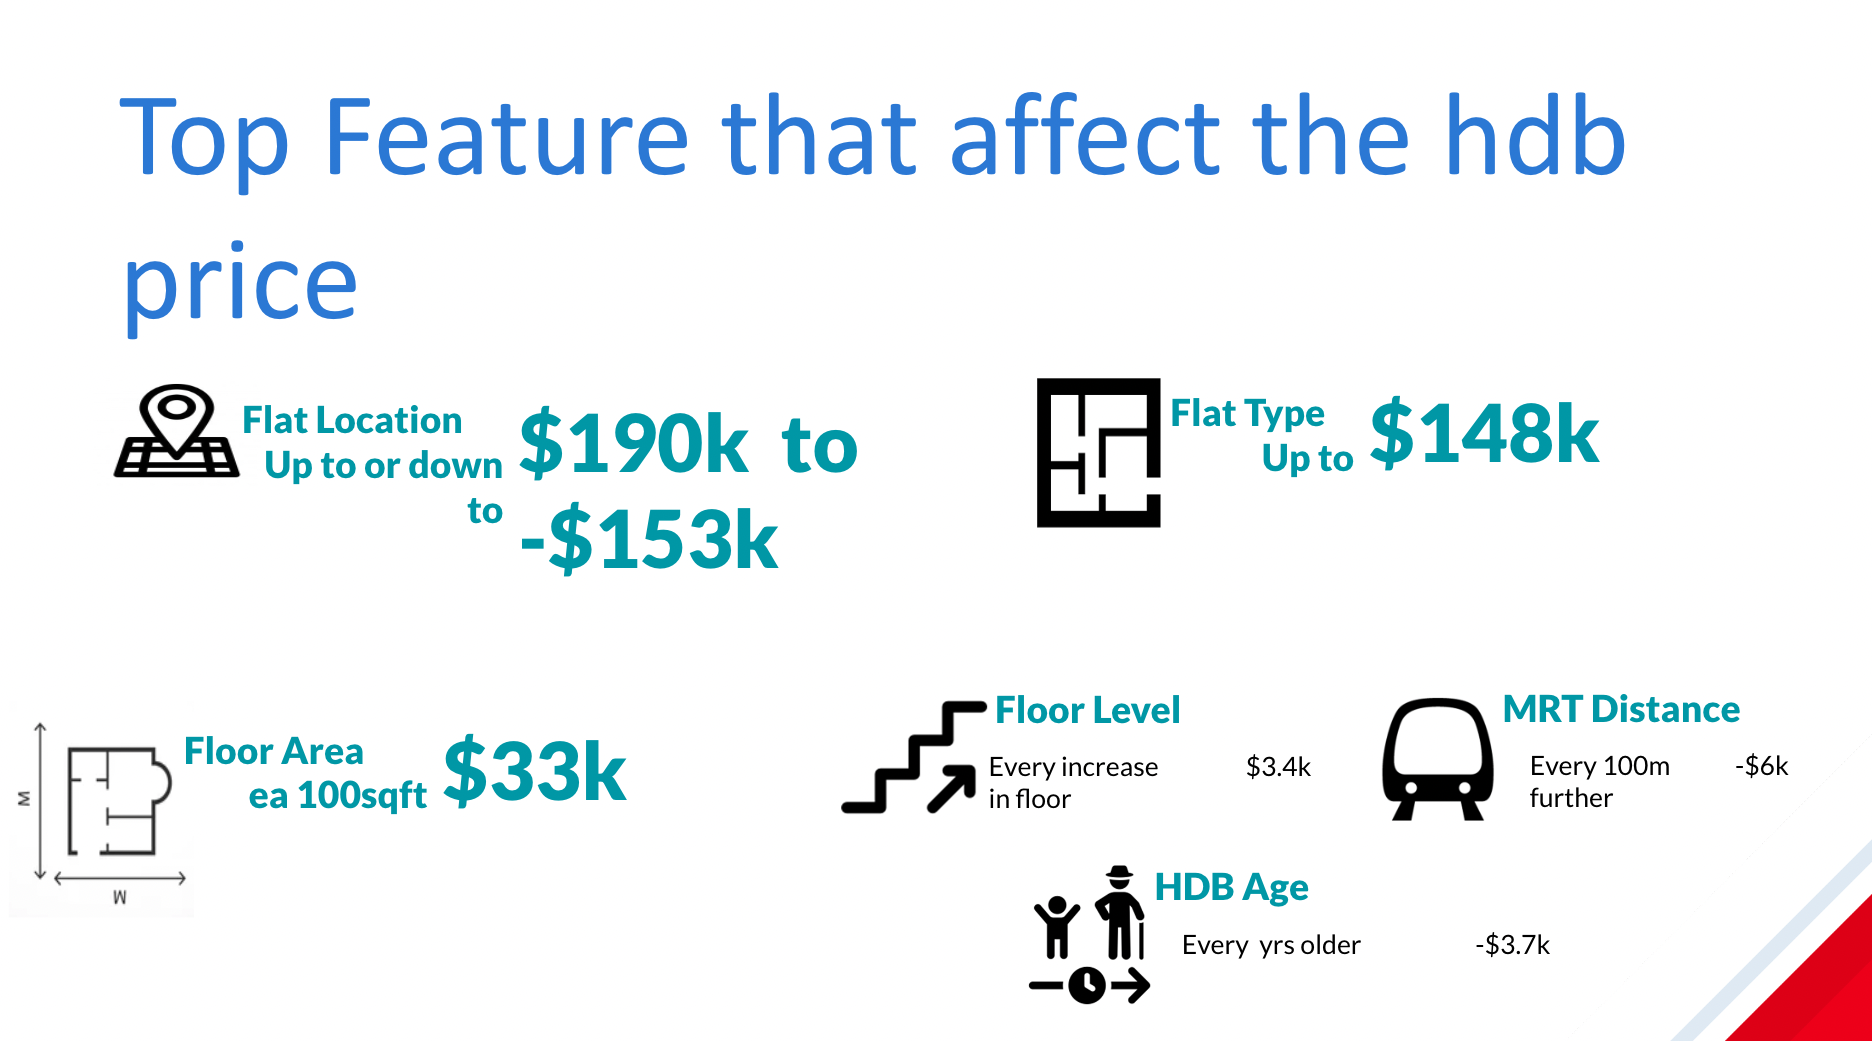 Top Feature that affect the hdb
price
Flat Location
Up to or down
to
$190k to
-$153k
Flat Type
Up to
$148k
M
M
Floor Area
ea 100sqft
$33k
Floor Level
Every increase
in floor
$3.4k
MRT Distance
Every 100m
further
-$6k
HDB Age
Every yrs older
-$3.7k